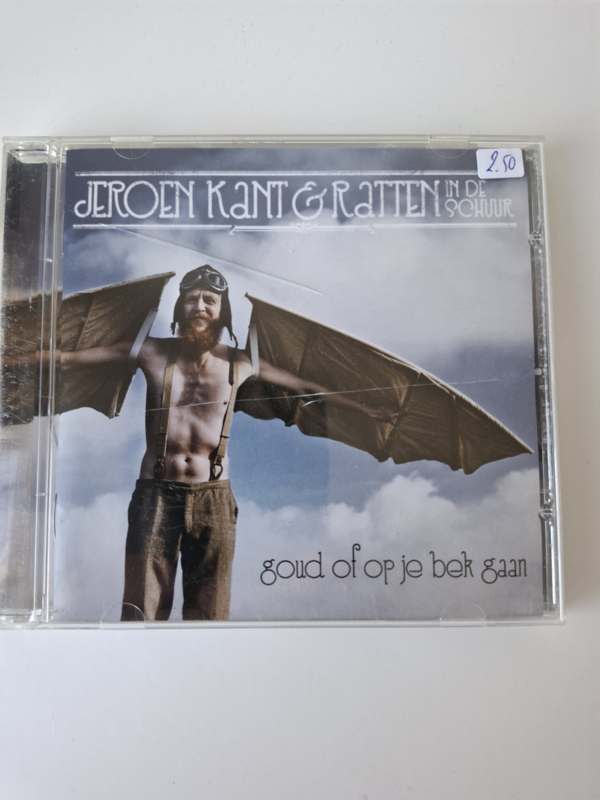 2.50
JEROEN KANT & RATTEN IN DE SCHUUR
goud of op je bek gaan